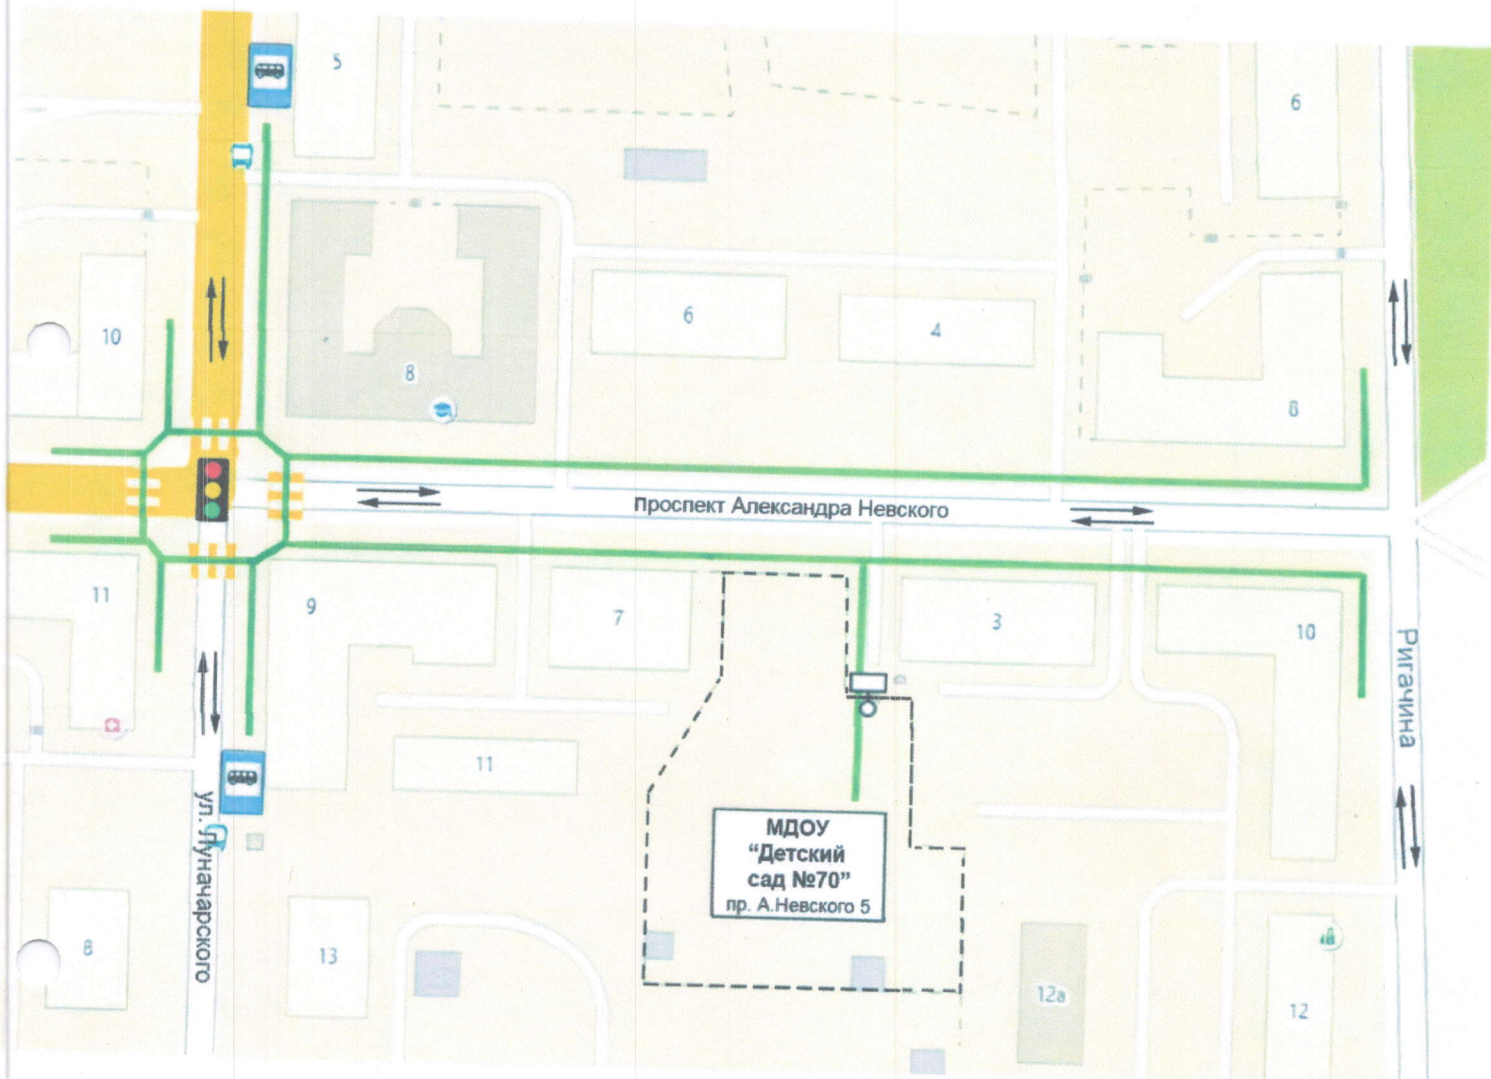 5
6
10
6
4
8
8
Проспект Александра Невского
11
9
7
3
10
Ригачина
11
ул. Луначарского
МДОУ
“Детский
сад №70”
пр. А.Невского 5
8
13
12а
12